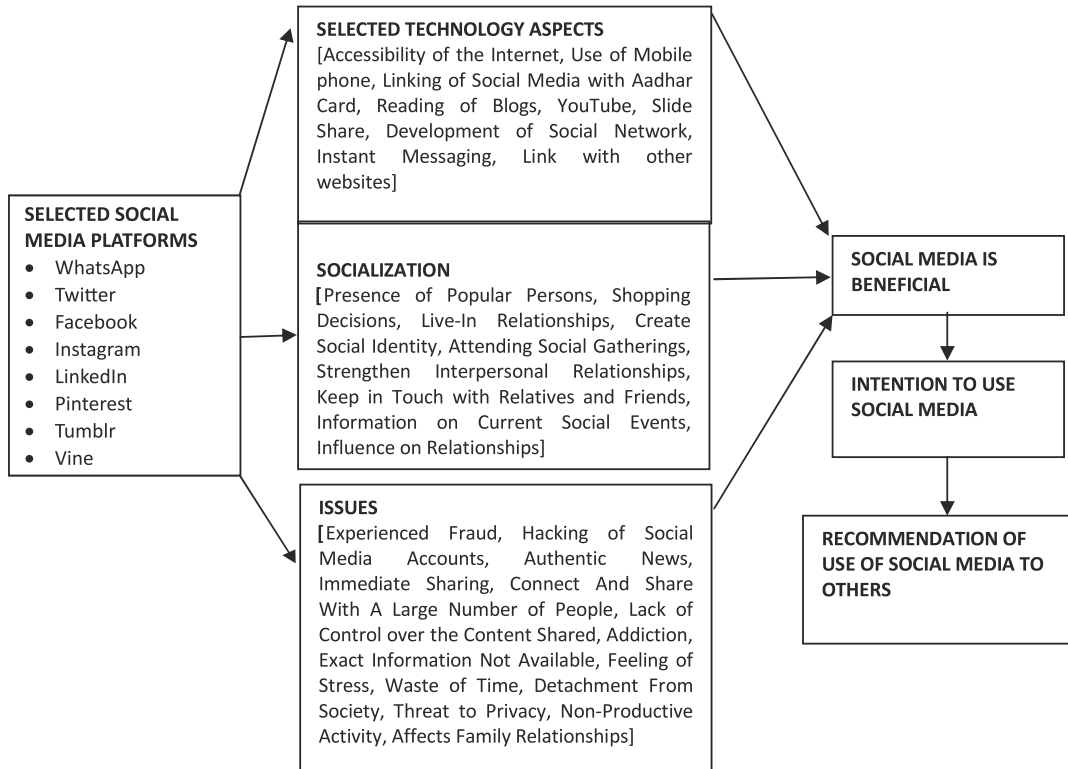 SELECTED SOCIAL
MEDIA PLATFORMS
• WhatsApp
• Twitter
• Facebook
• Instagram
• LinkedIn
• Pinterest
• Tumblr
• Vine
SELECTED TECHNOLOGY ASPECTS
[Accessibility of the Internet, Use of Mobile
phone, Linking of Social Media with Aadhar
Card, Reading of Blogs, YouTube, Slide
Share, Development of Social Network,
Instant Messaging, Link with other
websites]
SOCIALIZATION
[Presence of Popular Persons, Shopping
Decisions, Live-In Relationships, Create
Social Identity, Attending Social Gatherings,
Strengthen Interpersonal Relationships,
Keep in Touch with Relatives and Friends,
Information on Current Social Events,
Influence on Relationships]
ISSUES
[Experienced Fraud, Hacking of Social
Media Accounts, Authentic News,
Immediate Sharing, Connect And Share
With A Large Number of People, Lack of
Control over the Content Shared, Addiction,
Exact Information Not Available, Feeling of
Stress, Waste of Time, Detachment From
Society, Threat to Privacy, Non-Productive
Activity, Affects Family Relationships]
SOCIAL MEDIA IS
BENEFICIAL
INTENTION TO USE
SOCIAL MEDIA
RECOMMENDATION OF
USE OF SOCIAL MEDIA TO
OTHERS